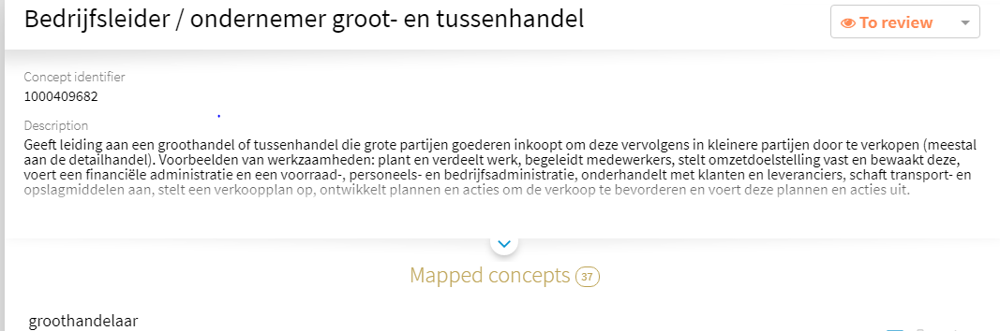 Bedrijfsleider / ondernemer groot- en tussenhandel
To review
Concept identifier
1000409682
Description
Geeft leiding aan een groothandel of tussenhandel die grote partijen goederen inkoopt om deze vervolgens in kleinere partijen door te verkopen (meestal
aan de detailhandel). Voorbeelden van werkzaamheden: plant en verdeelt werk, begeleidt medewerkers, stelt omzetdoelstelling vast en bewaakt deze,
voert een financiële administratie en een voorraad-, personeels- en bedrijfsadministratie, onderhandelt met klanten en leveranciers, schaft transport- en
opslagmiddelen aan, stelt een verkoopplan op, ontwikkelt plannen en acties om de verkoop te bevorderen en voert deze plannen en acties uit.
Mapped concepts 37
groothandelaar